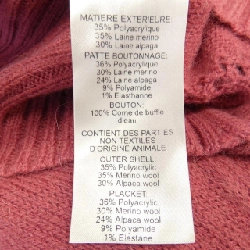 MATIERE EXTERIEURE:
35% Polyacrylique
35% Laine merino
30% Laine alpaga
PATTE BOUTONNAGE:
36% Polyacrylique
30% Laine merino
24% Laine alpaga
9% Polyamide
1% Elasthanne
BOUTON:
100% Corne de buffle
d'eau
CONTIENT DES PARTIES
NON TEXTILES
D'ORIGINE ANIMALE
OUTER SHELL
35% Polyacrylic
35% Merino wool
30% Alpaca wool
PLACKET:
36% Polyacrylic
30% Merino wool
24% Alpaca wool
9% Polyamide
1% Elastane